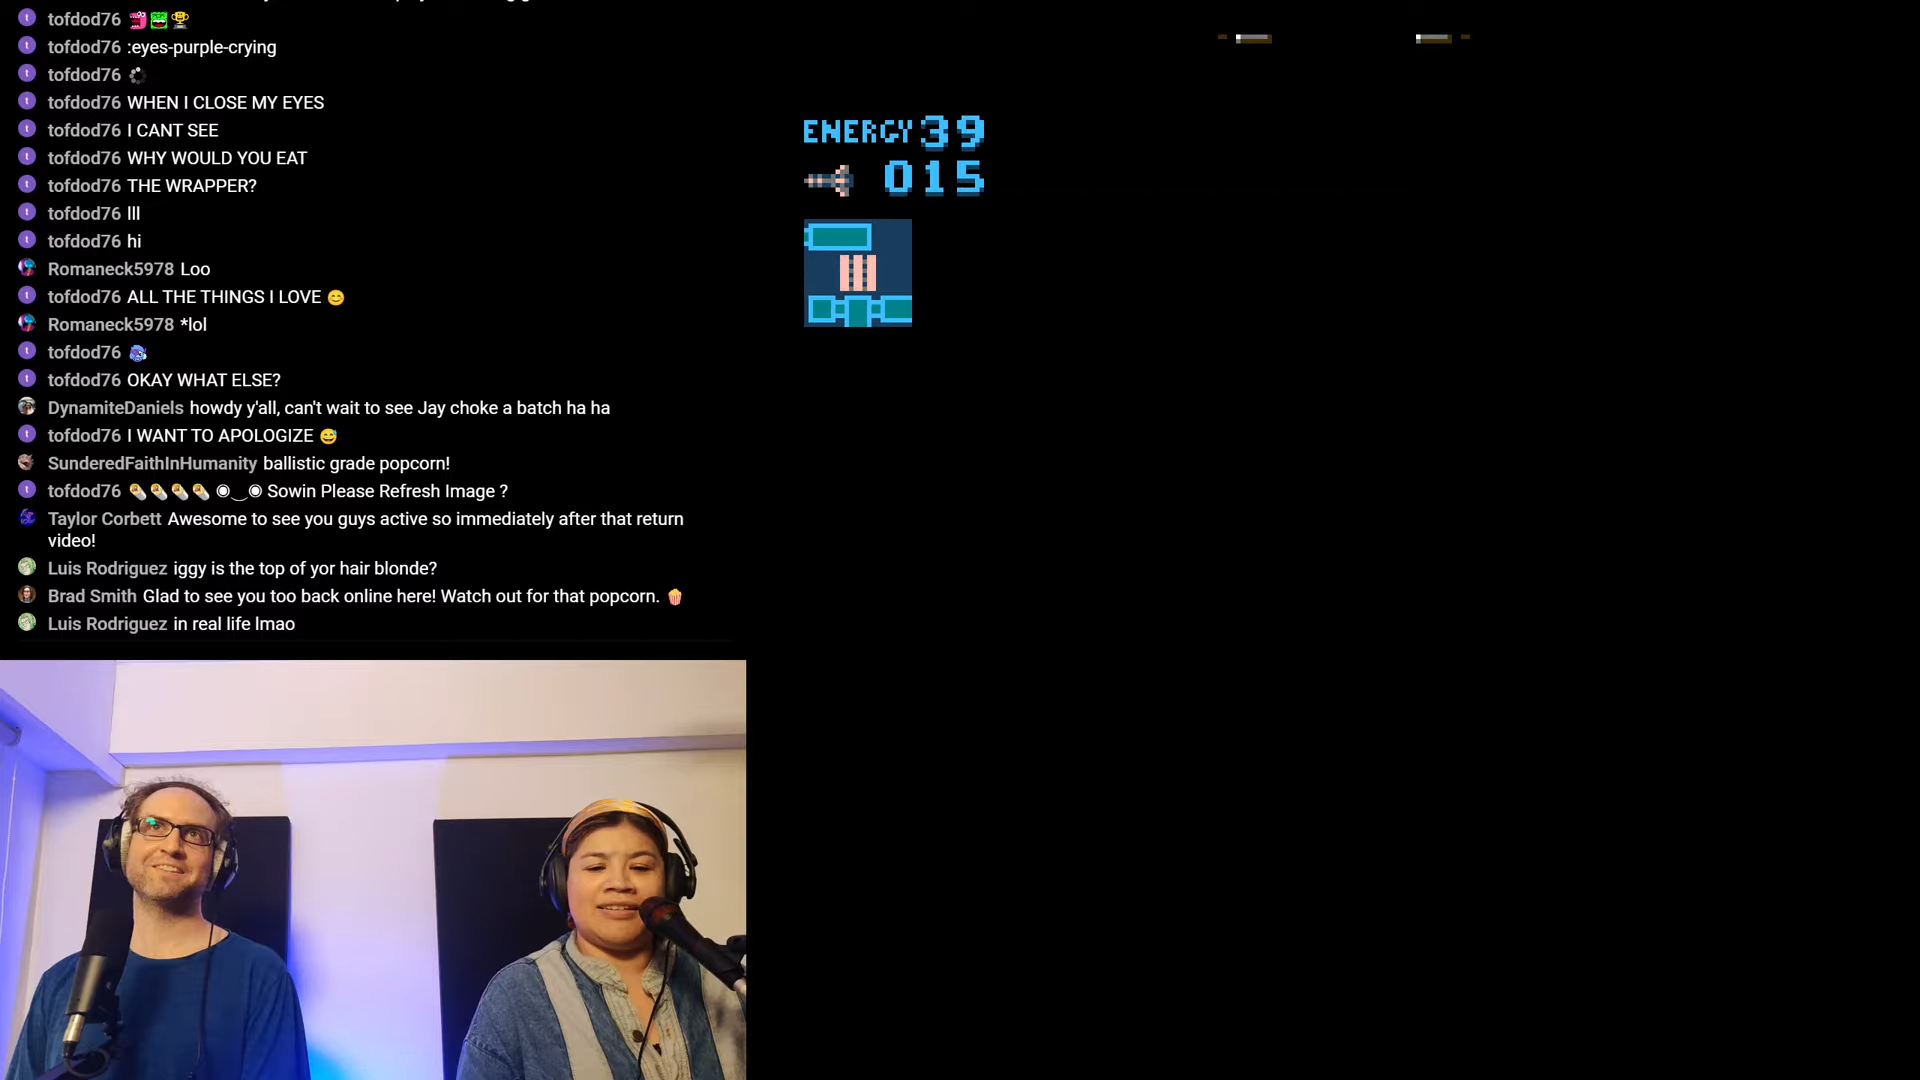 tofdod76
tofdod76 :eyes-purple-crying
tofdod76
tofdod76 WHEN I CLOSE MY EYES
tofdod76 I CANT SEE
tofdod76 WHY WOULD YOU EAT
tofdod76 THE WRAPPER?
tofdod76 lll
tofdod76 hi
Romaneck5978 Loo
tofdod76 ALL THE THINGS I LOVE 😊
Romaneck5978 *lol
tofdod76
tofdod76 OKAY WHAT ELSE?
DynamiteDaniels howdy y'all, can't wait to see Jay choke a batch ha ha
tofdod76 I WANT TO APOLOGIZE 😅
SunderedFaithInHumanity ballistic grade popcorn!
tofdod76 🌯🌯🌯🌯 ◉‿◉ Sowin Please Refresh Image ?
Taylor Corbett Awesome to see you guys active so immediately after that return
video!
Luis Rodriguez iggy is the top of yor hair blonde?
Brad Smith Glad to see you too back online here! Watch out for that popcorn. 🍿
Luis Rodriguez in real life lmao
ENERGY 39
015